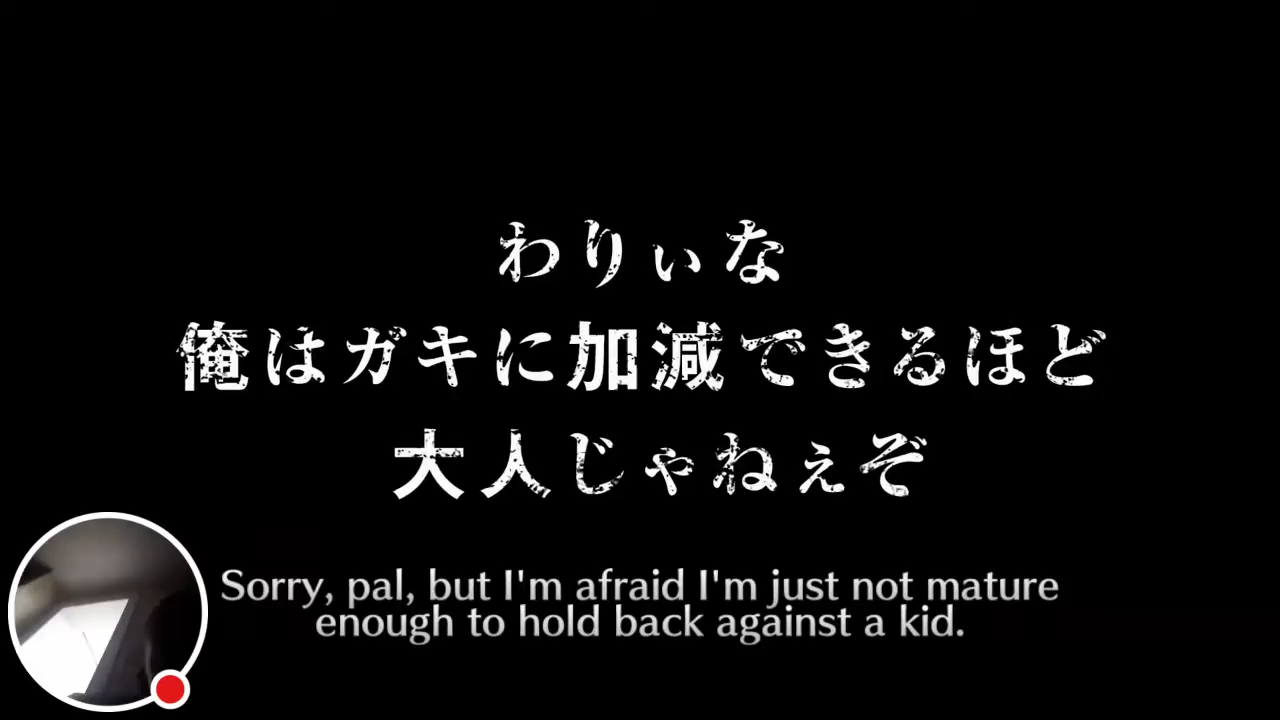 わりぃな
俺はガキに加減できるほど
大人じゃねぇぞ
Sorry, pal, but I'm afraid I'm just not mature
enough to hold back against a kid.